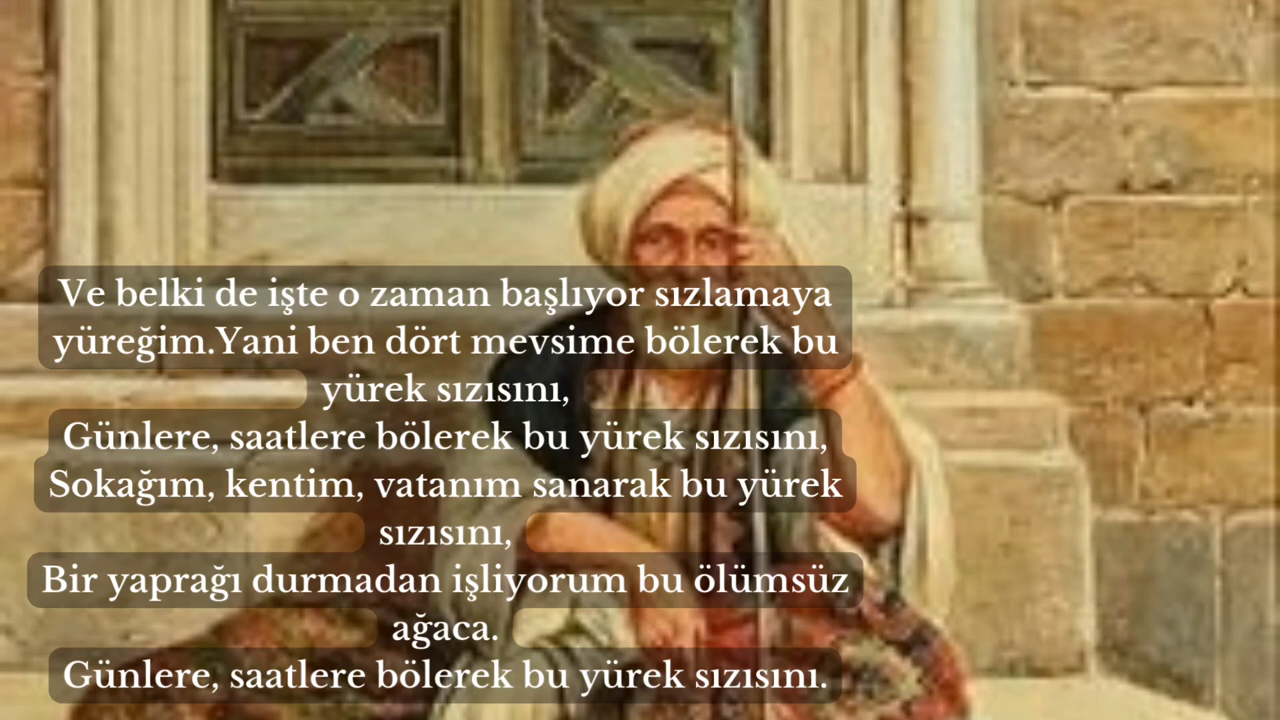 Ve belki de işte o zaman başlıyor sızlamaya
yüreğim.Yani ben dört mevsime bölerek bu
yürek sızısını,
Günlere, saatlere bölerek bu yürek sızısını,
Sokağım, kentim, vatanım sanarak bu yürek
sızısını,
Bir yaprağı durmadan işliyorum bu ölümsüz
ağaca.
Günlere, saatlere bölerek bu yürek sızısını.